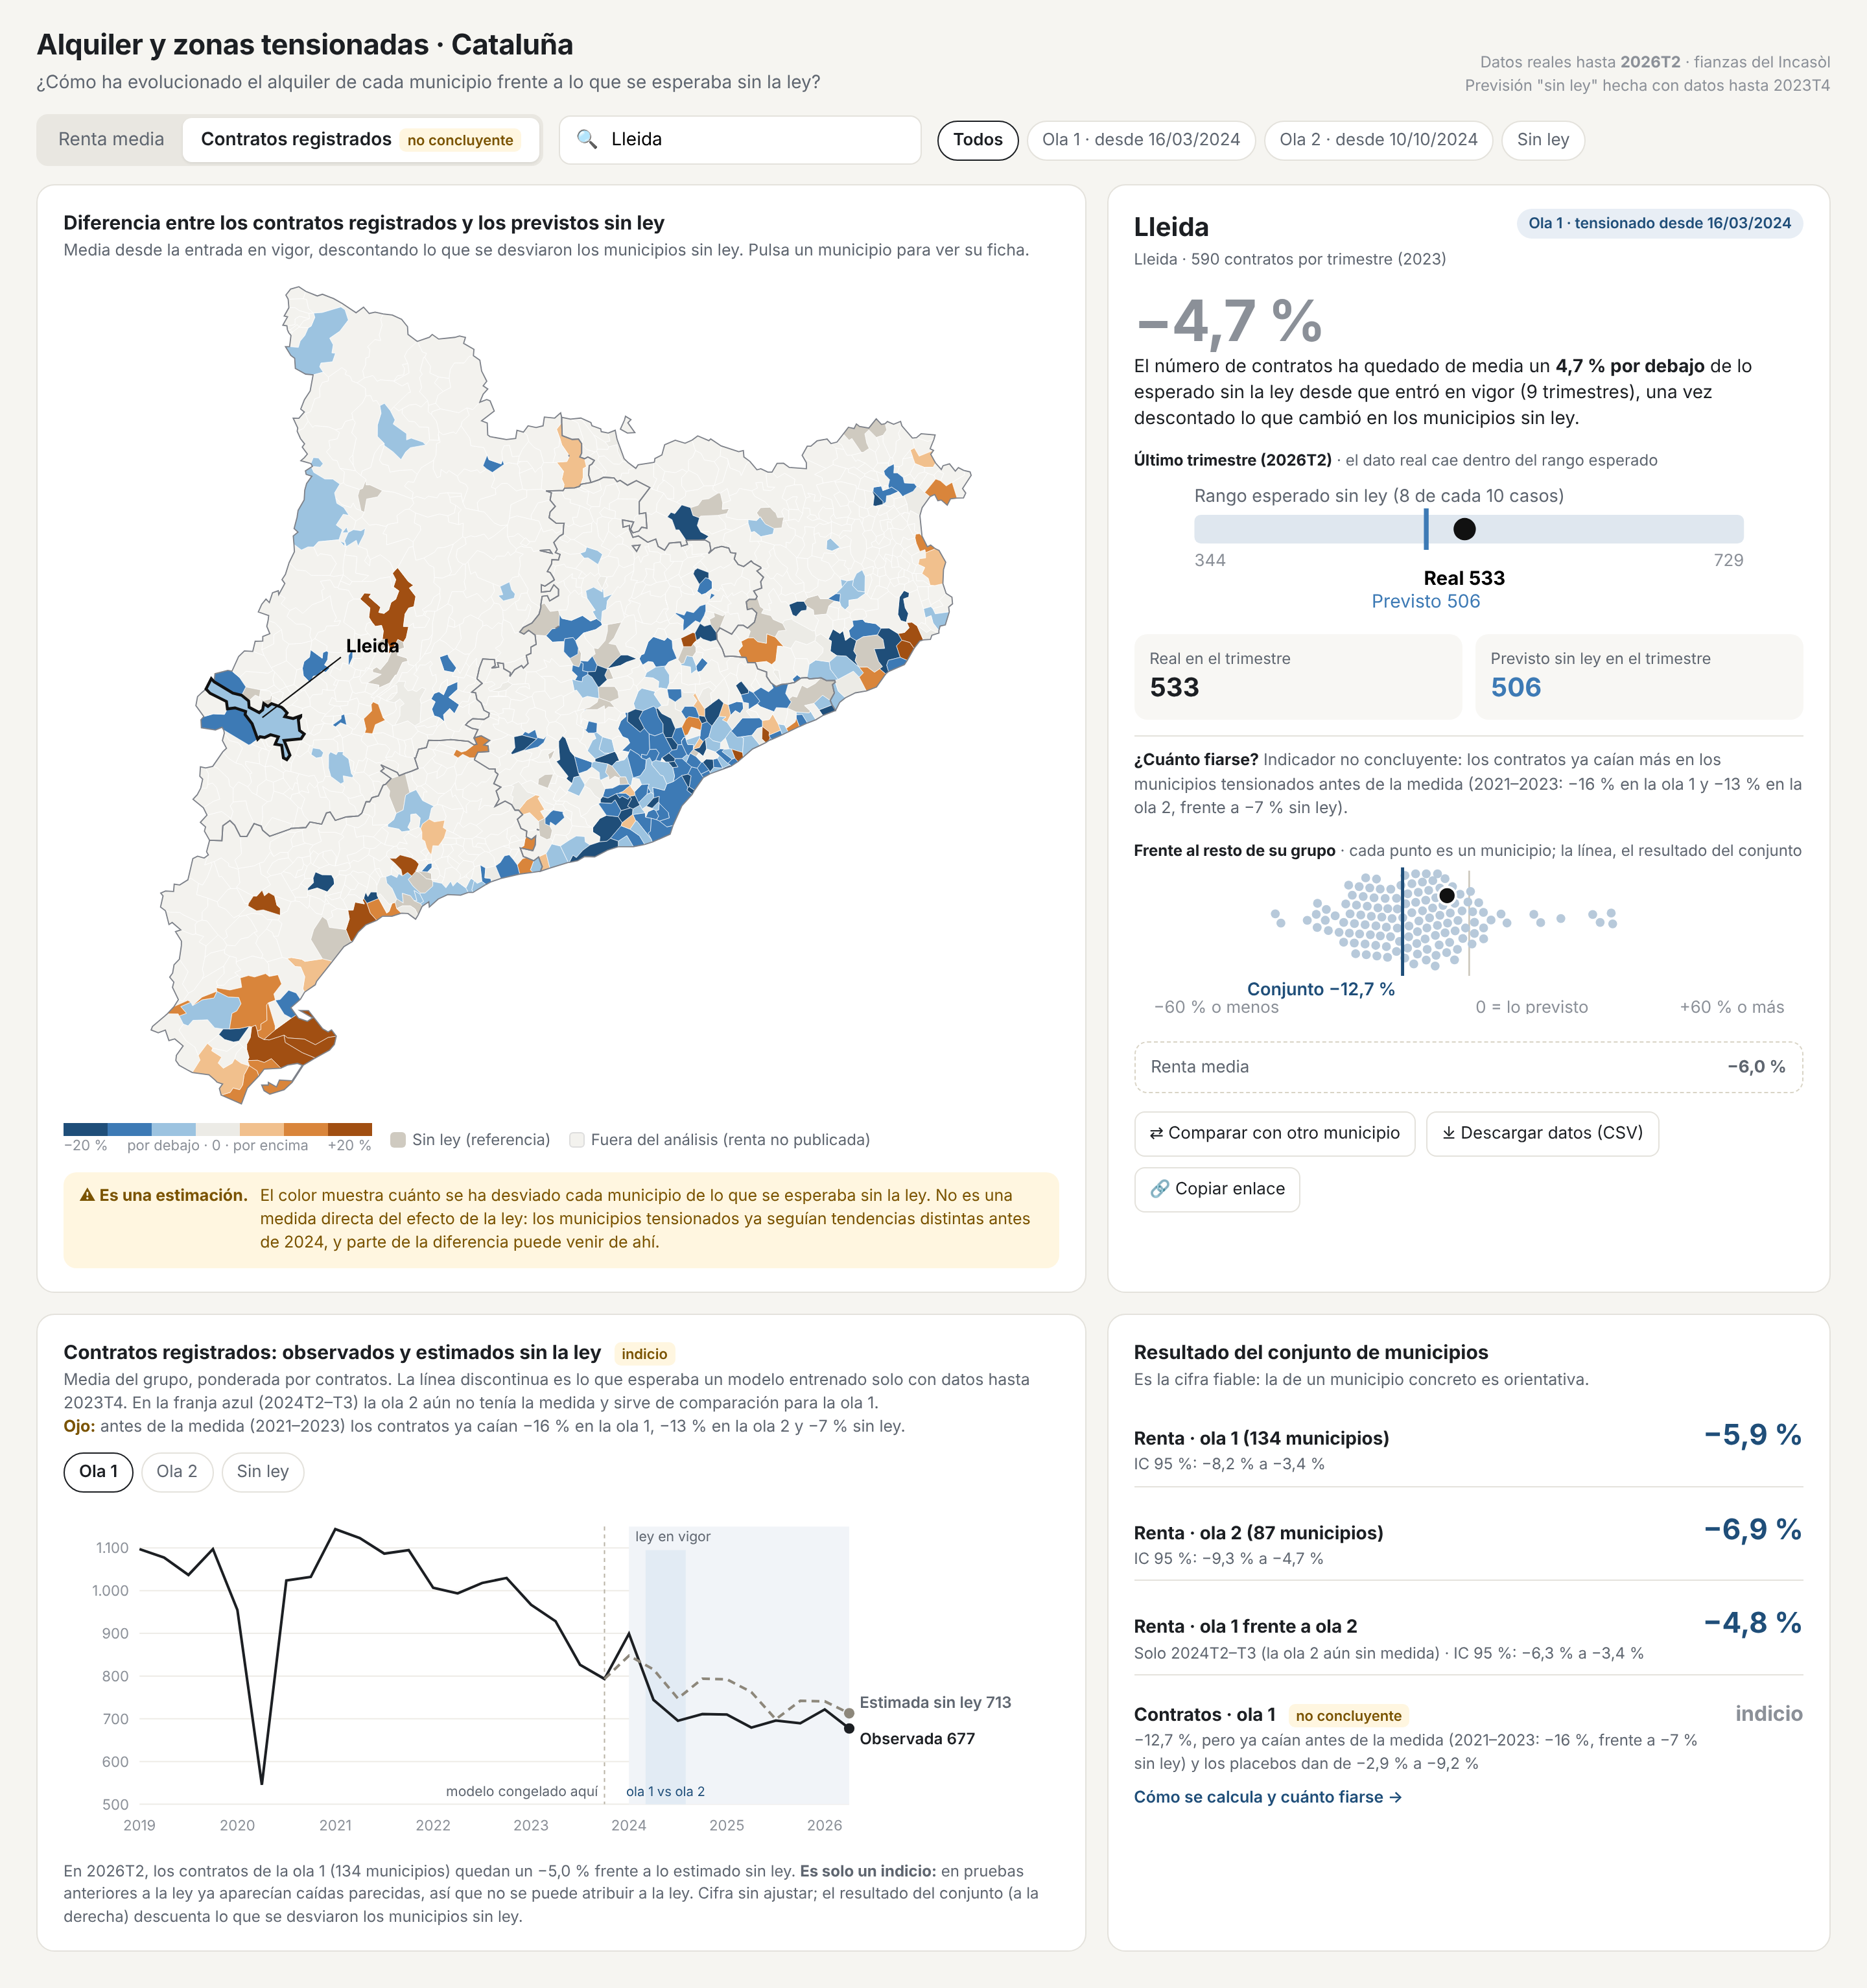 Alquiler y zonas tensionadas · Cataluña
¿Cómo ha evolucionado el alquiler de cada municipio frente a lo que se esperaba sin la ley?
Datos reales hasta 2026T2 · fianzas del Incasòl
Previsión "sin ley" hecha con datos hasta 2023T4
Renta media
Contratos registrados no concluyente
🔍 Lleida
Todos
Ola 1 · desde 16/03/2024
Ola 2 · desde 10/10/2024
Sin ley
Diferencia entre los contratos registrados y los previstos sin ley
Media desde la entrada en vigor, descontando lo que se desviaron los municipios sin ley. Pulsa un municipio para ver su ficha.
Lleida
−20 % por debajo · 0 · por encima +20 %
Sin ley (referencia)
Fuera del análisis (renta no publicada)
⚠ Es una estimación. El color muestra cuánto se ha desviado cada municipio de lo que se esperaba sin la ley. No es una
medida directa del efecto de la ley: los municipios tensionados ya seguían tendencias distintas antes
de 2024, y parte de la diferencia puede venir de ahí.
Lleida
Ola 1 · tensionado desde 16/03/2024
Lleida · 590 contratos por trimestre (2023)
−4,7 %
El número de contratos ha quedado de media un 4,7 % por debajo de lo
esperado sin la ley desde que entró en vigor (9 trimestres), una vez
descontado lo que cambió en los municipios sin ley.
Último trimestre (2026T2) · el dato real cae dentro del rango esperado
Rango esperado sin ley (8 de cada 10 casos)
344
729
Real 533
Previsto 506
Real en el trimestre
533
Previsto sin ley en el trimestre
506
¿Cuánto fiarse? Indicador no concluyente: los contratos ya caían más en los
municipios tensionados antes de la medida (2021–2023: −16 % en la ola 1 y −13 % en la
ola 2, frente a −7 % sin ley).
Frente al resto de su grupo · cada punto es un municipio; la línea, el resultado del conjunto
Conjunto −12,7 %
−60 % o menos
0 = lo previsto
+60 % o más
Renta media
−6,0 %
⇄ Comparar con otro municipio
Descargar datos (CSV)
🔗 Copiar enlace
Contratos registrados: observados y estimados sin la ley indicio
Media del grupo, ponderada por contratos. La línea discontinua es lo que esperaba un modelo entrenado solo con datos hasta
2023T4. En la franja azul (2024T2–T3) la ola 2 aún no tenía la medida y sirve de comparación para la ola 1.
Ojo: antes de la medida (2021–2023) los contratos ya caían −16 % en la ola 1, −13 % en la ola 2 y −7 % sin ley.
Ola 1
Ola 2
Sin ley
ley en vigor
1.100
1.000
900
800
700
600
500
Estimada sin ley 713
Observada 677
modelo congelado aquí
ola 1 vs ola 2
2019
2020
2021
2022
2023
2024
2025
2026
En 2026T2, los contratos de la ola 1 (134 municipios) quedan un −5,0 % frente a lo estimado sin ley. Es solo un indicio: en pruebas
anteriores a la ley ya aparecían caídas parecidas, así que no se puede atribuir a la ley. Cifra sin ajustar; el resultado del conjunto (a la
derecha) descuenta lo que se desviaron los municipios sin ley.
Resultado del conjunto de municipios
Es la cifra fiable: la de un municipio concreto es orientativa.
Renta · ola 1 (134 municipios)
−5,9 %
IC 95 %: −8,2 % a −3,4 %
Renta · ola 2 (87 municipios)
−6,9 %
IC 95 %: −9,3 % a −4,7 %
Renta · ola 1 frente a ola 2
−4,8 %
Solo 2024T2–T3 (la ola 2 aún sin medida) · IC 95 %: −6,3 % a −3,4 %
Contratos · ola 1 no concluyente
indicio
−12,7 %, pero ya caían antes de la medida (2021–2023: −16 %, frente a −7 %
sin ley) y los placebos dan de −2,9 % a −9,2 %
Cómo se calcula y cuánto fiarse →